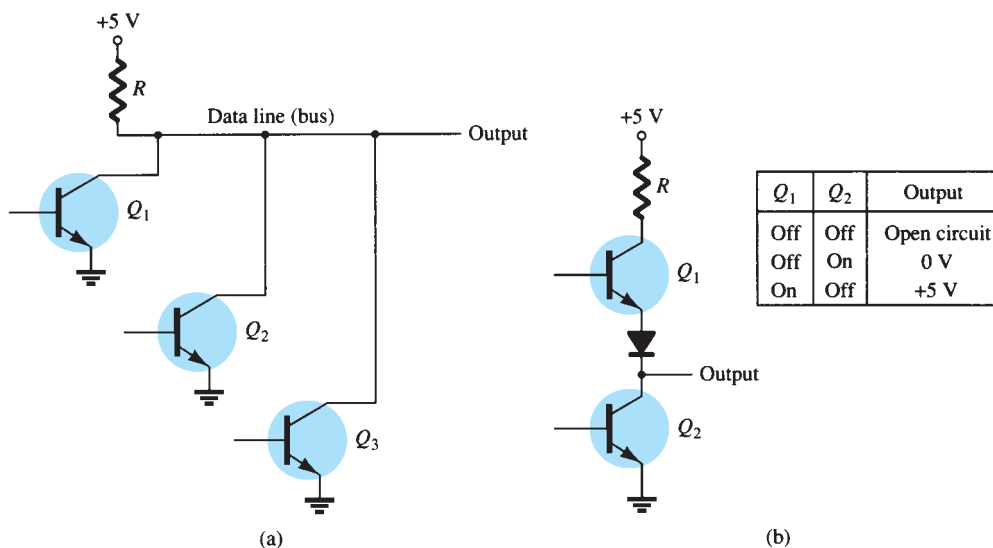 +5 V
R
Data line (bus)
Output
Q1
Q2
Q3
(a)
+5 V
R
Q1
Output
Q2
(b)
Q1 Q2 Output
Off Off Open circuit
Off On 0 V
On Off +5 V